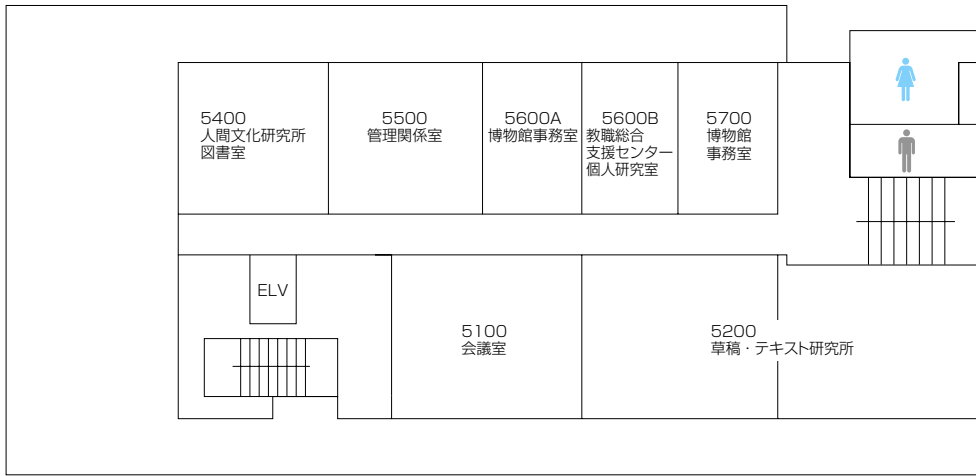 5400
人間文化研究所
図書室
5500
管理関係室
5600A
博物館事務室
5600B
教職総合
支援センター
個人研究室
5700
博物館
事務室
ELV
5100
会議室
5200
草稿・テキスト研究所